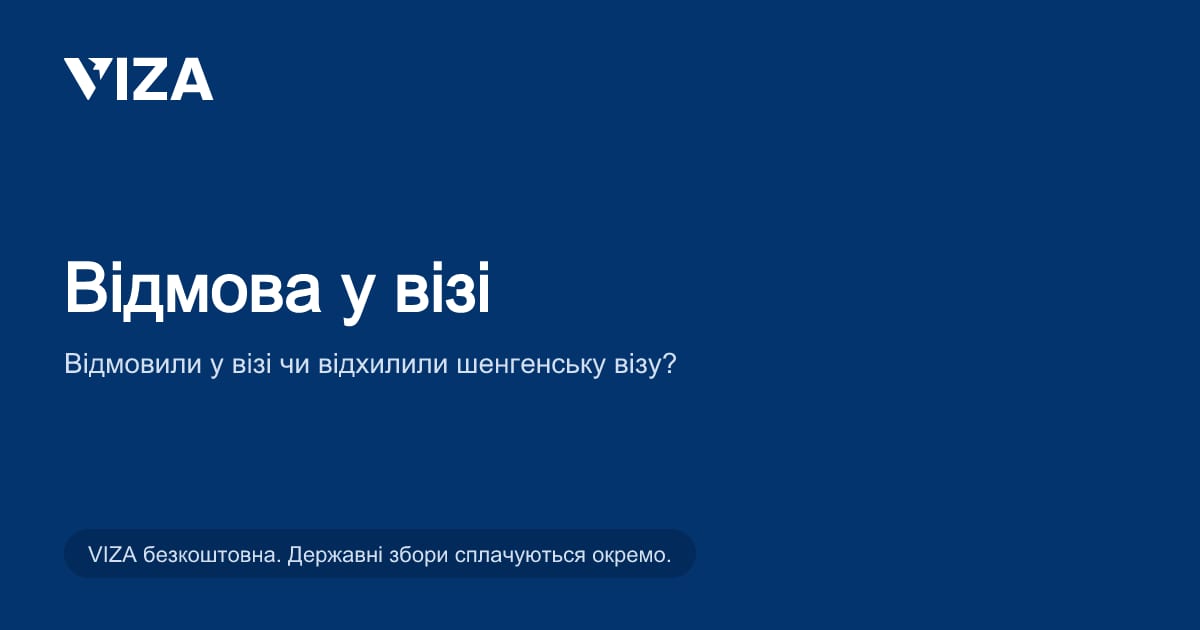 VIZA
Відмова у візі
Відмовили у візі чи відхилили шенгенську візу?
VIZA безкоштовна. Державні збори сплачуються окремо.